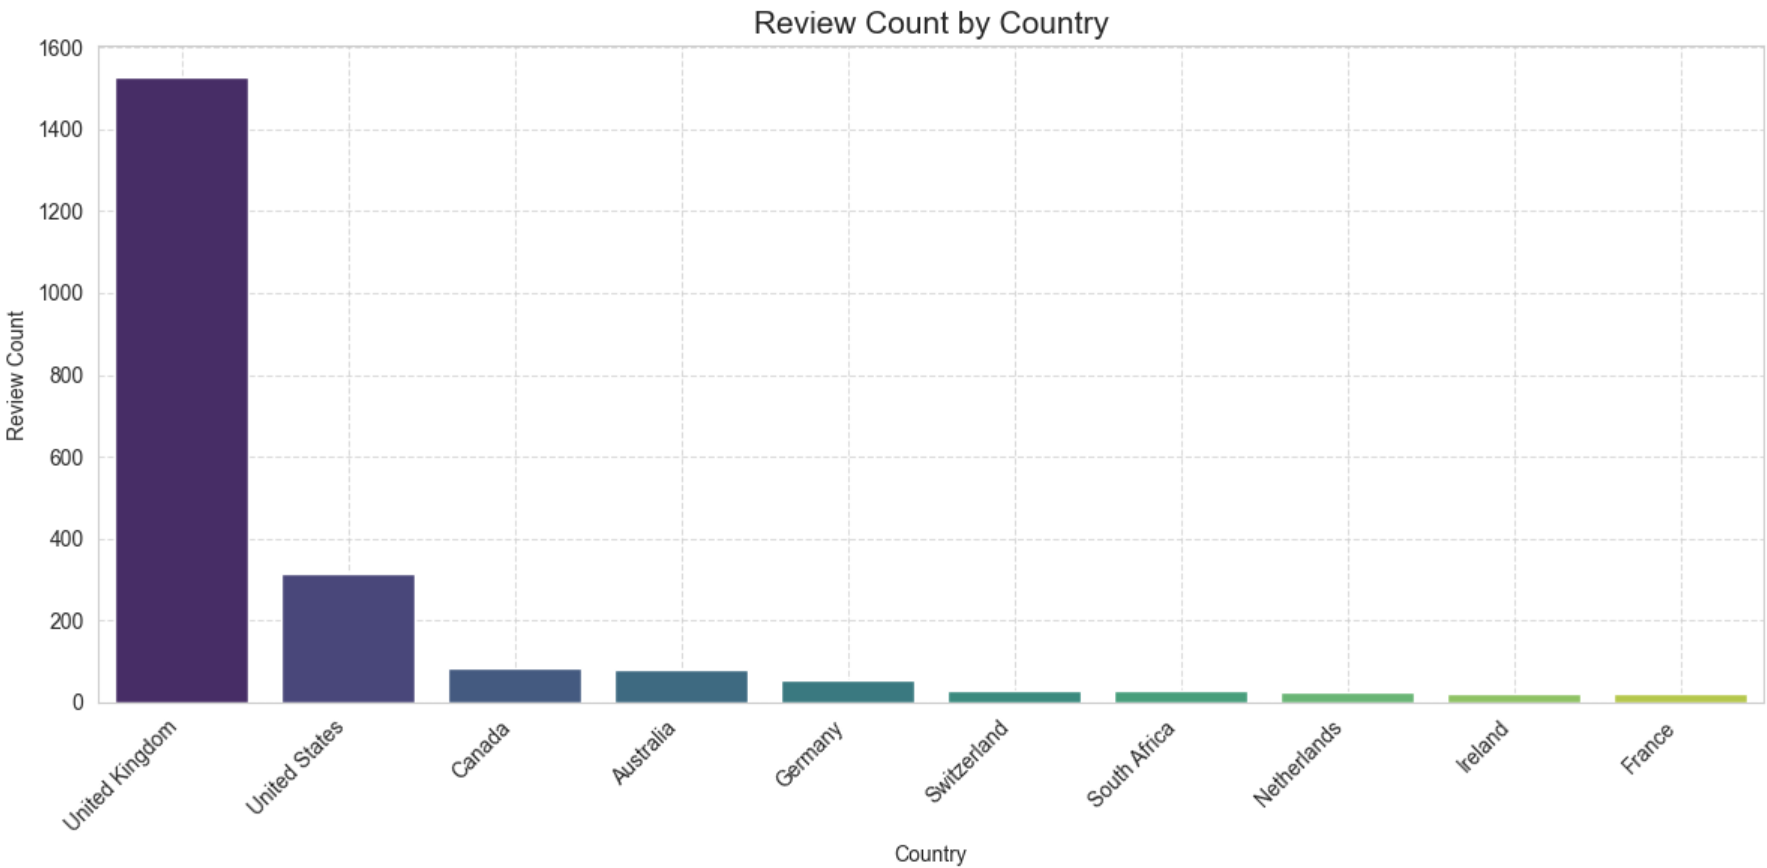 Review Count by Country
1600
1400
1200
1000
800
600
400
200
0
Review Count
United Kingdom
United States
Canada
Australia
Germany
Switzerland
South Africa
Netherlands
Ireland
France
Country